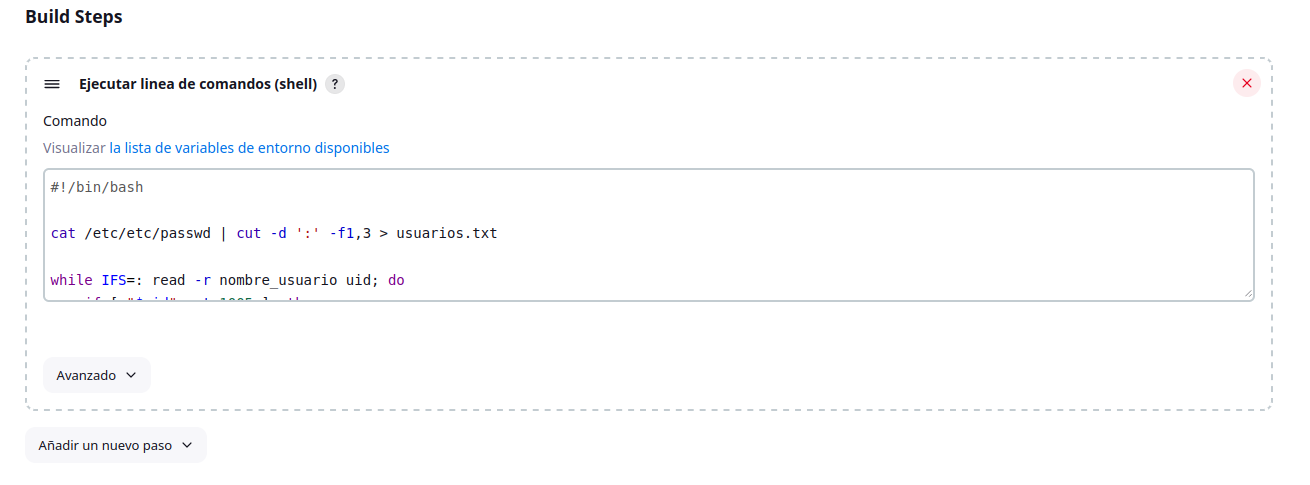 Build Steps
Ejecutar linea de comandos (shell) ?
Comando
Visualizar la lista de variables de entorno disponibles
#!/bin/bash
cat /etc/etc/passwd | cut -d ':' -f1,3 > usuarios.txt
while IFS=: read -r nombre_usuario uid; do
Avanzado
Añadir un nuevo paso